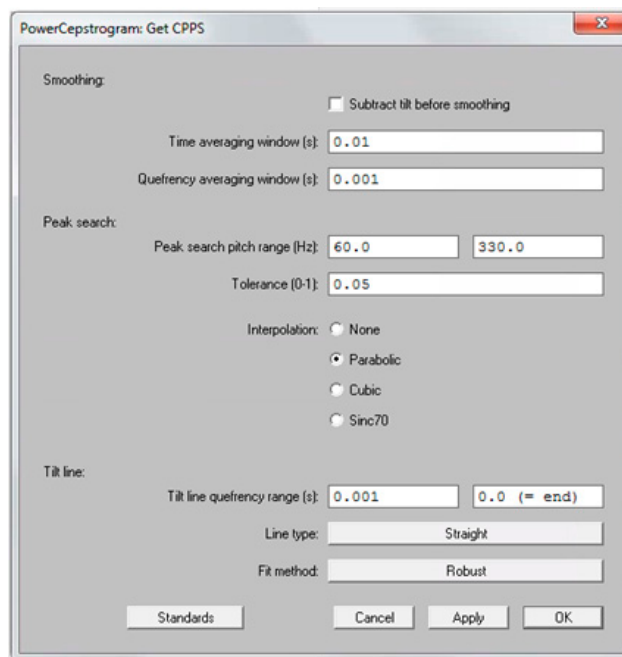 PowerCepstrogram: Get CPPS
Smoothing:
Subtract tilt before smoothing
Time averaging window (s): 0.01
Quefrency averaging window (s): 0.001
Peak search:
Peak search pitch range (Hz): 60.0 330.0
Tolerance (0-1): 0.05
Interpolation: None
Parabolic
Cubic
Sinc70
Tilt line:
Tilt line quefrency range (s): 0.001 0.0 (= end)
Line type: Straight
Fit method: Robust
Standards Cancel Apply OK